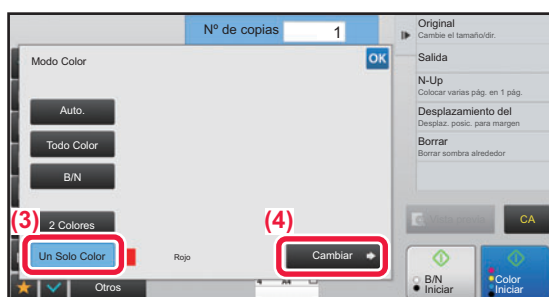 Nº de copias 1
Original
Cambie el tamaño/dir.
Salida
N-Up
Colocar varias pág. en 1 pág.
Desplazamiento del
Desplaz. posic. para margen
Borrar
Borrar sombra alrededor
Modo Color
OK
Auto.
Todo Color
B/N
(3)
2 Colores
Un Solo Color
Rojo
(4)
Cambiar
CA
Otros
A4
B/N
Iniciar
Color
Iniciar